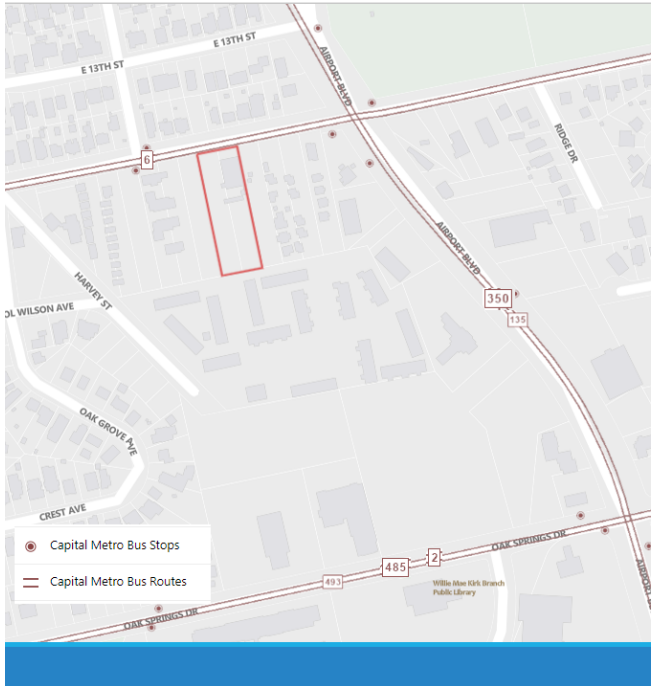 E 13TH ST
E 13TH ST
AIRPORT BLVD
6
RIDGE DR
AIRPORT BLVD
HARVEY ST
350
135
OL WILSON AVE
OAK GROVE AVE
CREST AVE
Capital Metro Bus Stops
Capital Metro Bus Routes
OAK SPRINGS DR
2
485
493
Willie Mae Kirk Branch
Public Library
OAK SPRINGS DR